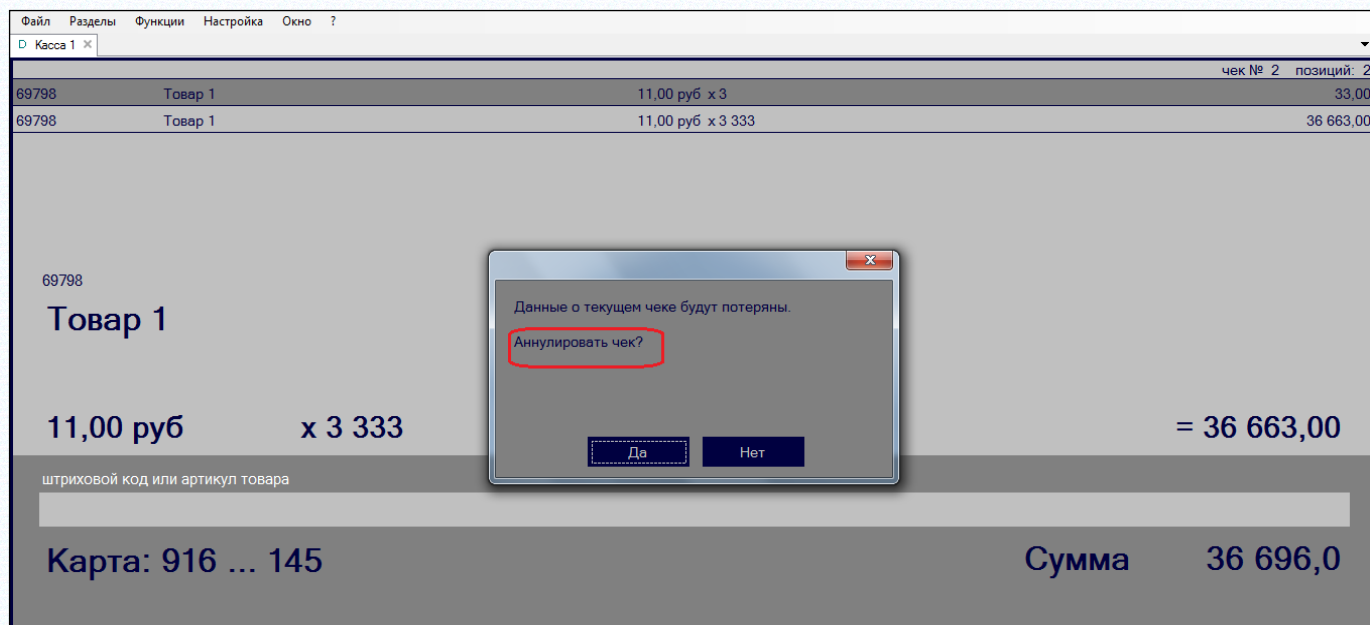 Файл Разделы Функции Настройка Окно ?
D Касса 1 ×
чек № 2 позиций: 2
69798 Товар 1 11,00 руб x 3 33,00
69798 Товар 1 11,00 руб x 3 333 36 663,00
69798
Товар 1
Данные о текущем чеке будут потеряны.
Аннулировать чек?
Да Нет
11,00 руб x 3 333 = 36 663,00
штриховой код или артикул товара
Карта: 916 ... 145 Сумма 36 696,0